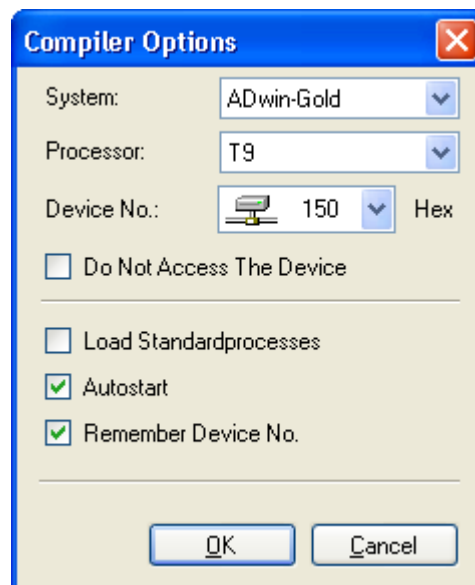 Compiler Options
System: ADwin-Gold
Processor: T9
Device No.: 150 Hex
Do Not Access The Device
Load Standardprocesses
Autostart
Remember Device No.
OK Cancel